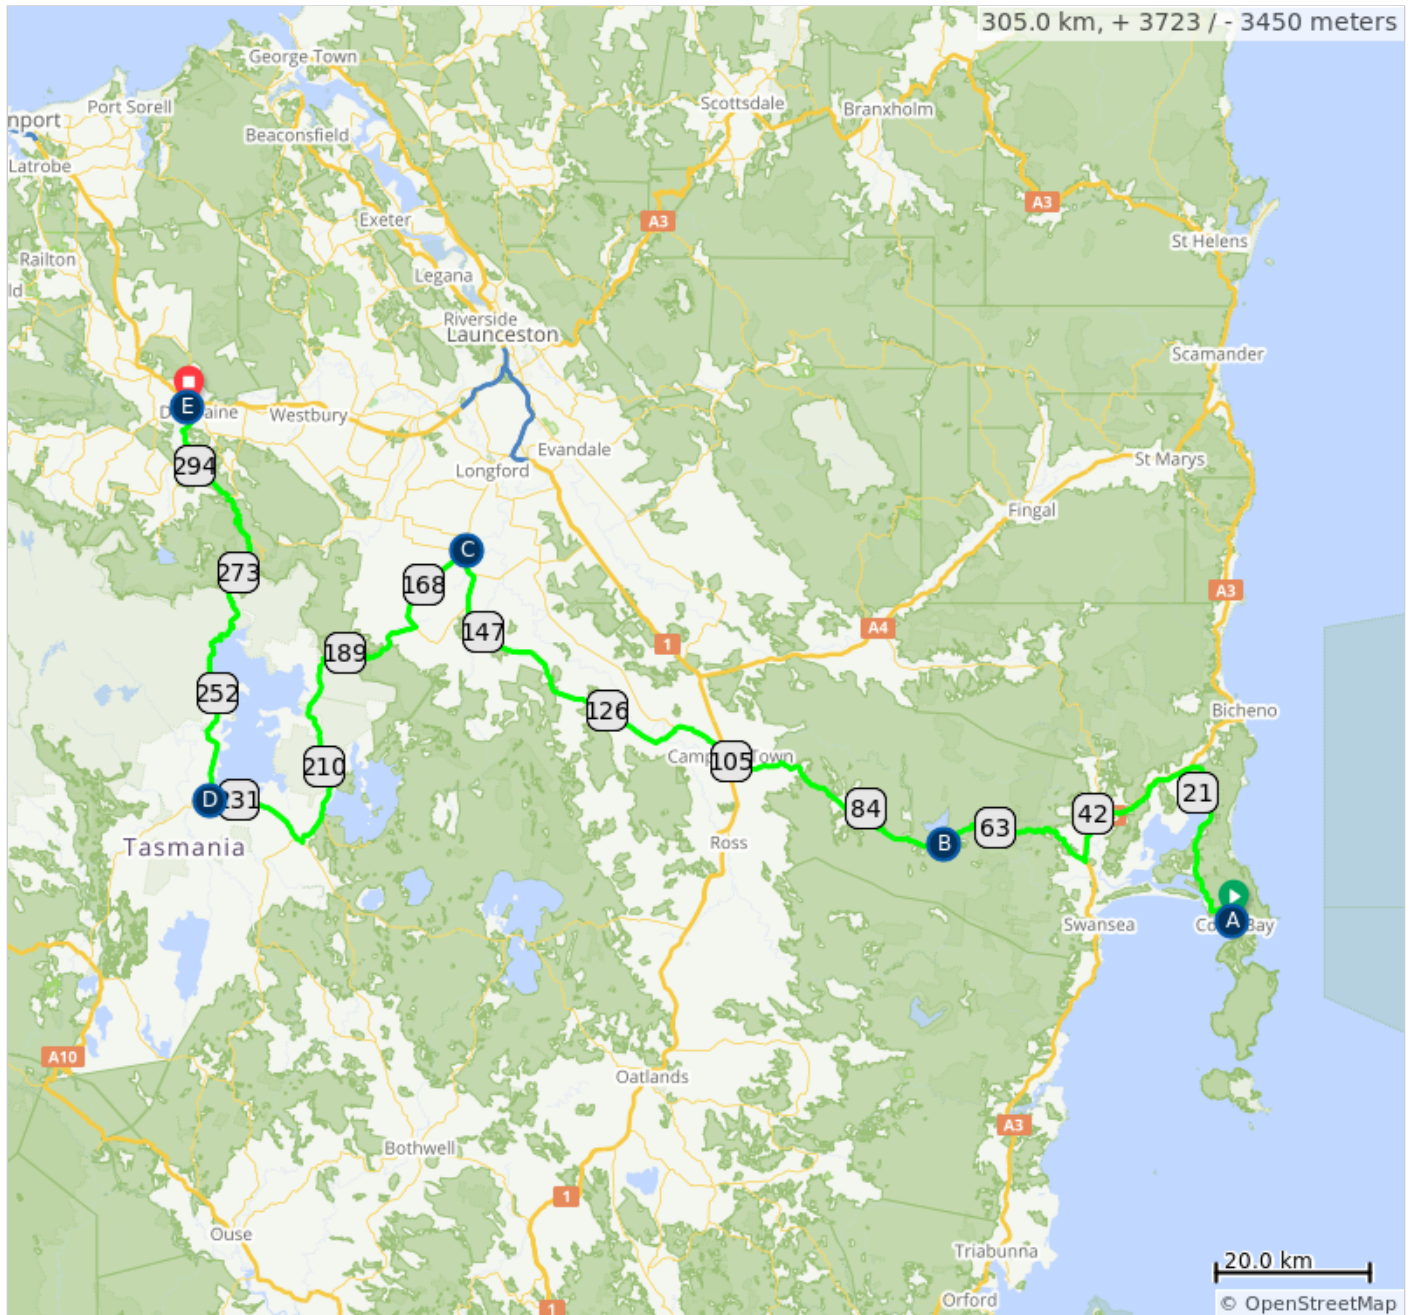 305.0 km, + 3723 / - 3450 meters
George Town
Port Sorell
Scottsdale
Branxholm
nport
Beaconsfield
Latrobe
A3
Exeter
A3
St Helens
Railton
Legana
ld
Riverside
Launceston
Scamander
E
Westbury
Evandale
St Marys
294
Longford
Fingal
C
273
168
A3
A4
147
1
189
252
126
Bicheno
105
210
21
D
231
84
42
63
Tasmania
Ross
B
A
Swansea
A10
Oatlands
A3
Bothwell
1
Ouse
Triabunna
20.0 km
Orford
1
© OpenStreetMap